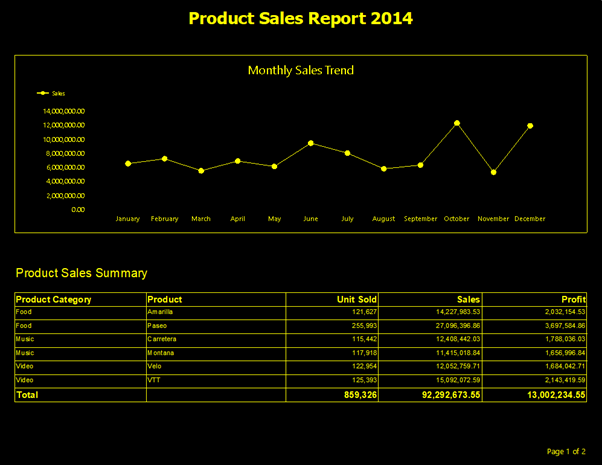 Product Sales Report 2014
Monthly Sales Trend
Sales
14,000,000.00
12,000,000.00
10,000,000.00
8,000,000.00
6,000,000.00
4,000,000.00
2,000,000.00
0.00
January February March April May June July August September October November December
Product Sales Summary
Product Category Product Unit Sold Sales Profit
Food Amarilla 121,627 14,227,983.53 2,032,154.53
Food Paseo 255,993 27,096,396.86 3,697,584.86
Music Carretera 115,442 12,408,442.03 1,788,036.03
Music Montana 117,918 11,415,018.84 1,656,996.84
Video Velo 122,954 12,052,759.71 1,684,042.71
Video VTT 125,393 15,092,072.59 2,143,419.59
Total 859,326 92,292,673.55 13,002,234.55
Page 1 of 2